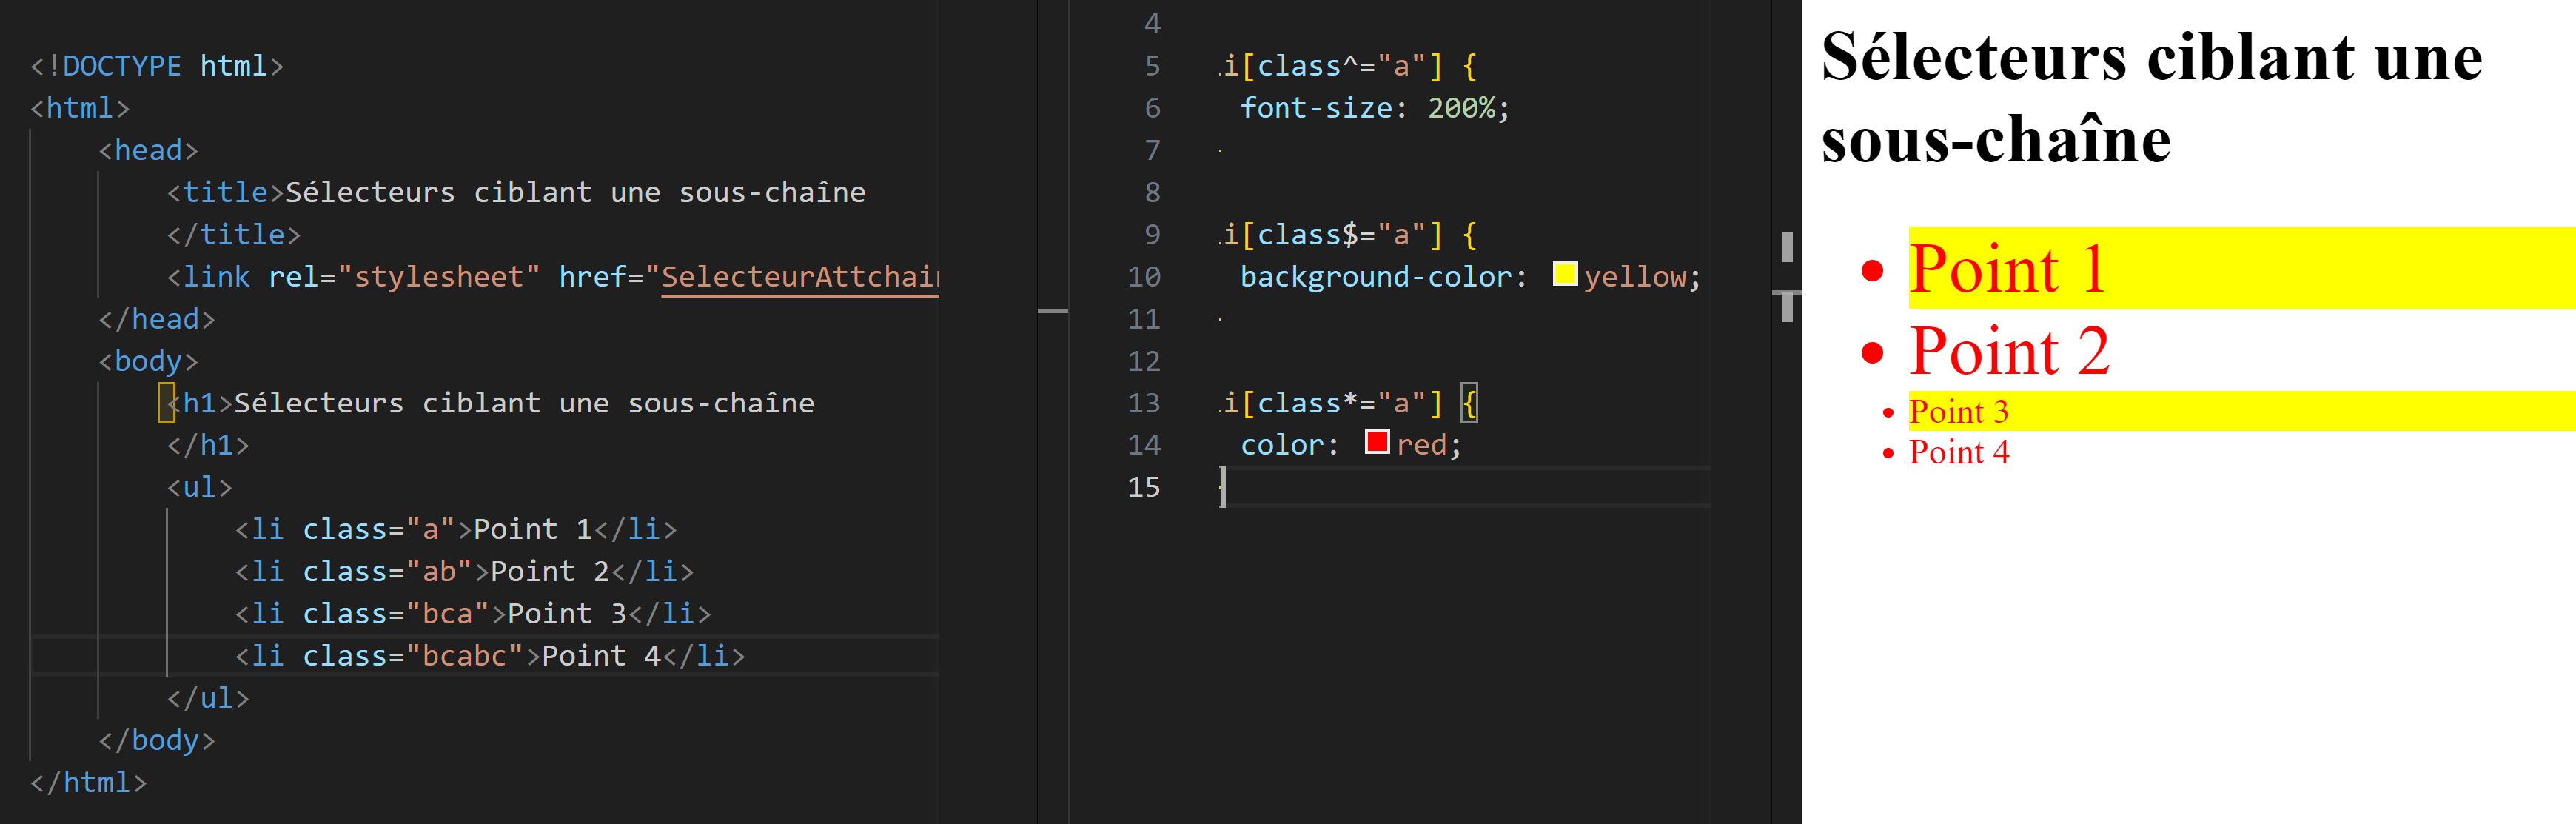 <!DOCTYPE html>
<html>
<head>
<title>Sélecteurs ciblant une sous-chaîne
</title>
<link rel="stylesheet" href="SelecteurAttchai
</head>
<body>
<h1>Sélecteurs ciblant une sous-chaîne
</h1>
<ul>
<li class="a">Point 1</li>
<li class="ab">Point 2</li>
<li class="bca">Point 3</li>
<li class="bcabc">Point 4</li>
</ul>
</body>
</html>
4
5 i[class^="a"] {
6 font-size: 200%;
7
8
9 i[class$="a"] {
10 background-color: yellow;
11
12
13 i[class*="a"] {
14 color: red;
15
Sélecteurs ciblant une
sous-chaîne
• Point 1
• Point 2
• Point 3
• Point 4